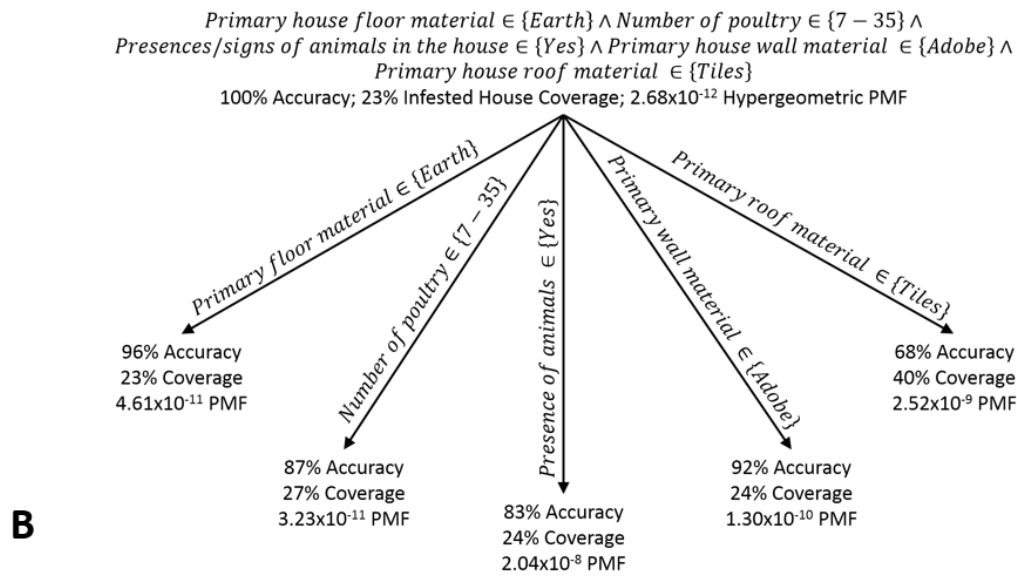 Primary house floor material ∈ {Earth} ∧ Number of poultry ∈ {7 − 35} ∧
Presences/signs of animals in the house ∈ {Yes} ∧ Primary house wall material ∈ {Adobe} ∧
Primary house roof material ∈ {Tiles}
100% Accuracy; 23% Infested House Coverage; 2.68x10⁻¹² Hypergeometric PMF
Primary floor material ∈ {Earth}
Number of poultry ∈ {7 − 35}
Presence of animals ∈ {Yes}
Primary wall material ∈ {Adobe}
Primary roof material ∈ {Tiles}
96% Accuracy
23% Coverage
4.61x10⁻¹¹ PMF
87% Accuracy
27% Coverage
3.23x10⁻¹¹ PMF
83% Accuracy
24% Coverage
2.04x10⁻⁸ PMF
92% Accuracy
24% Coverage
1.30x10⁻¹⁰ PMF
68% Accuracy
40% Coverage
2.52x10⁻⁹ PMF
B